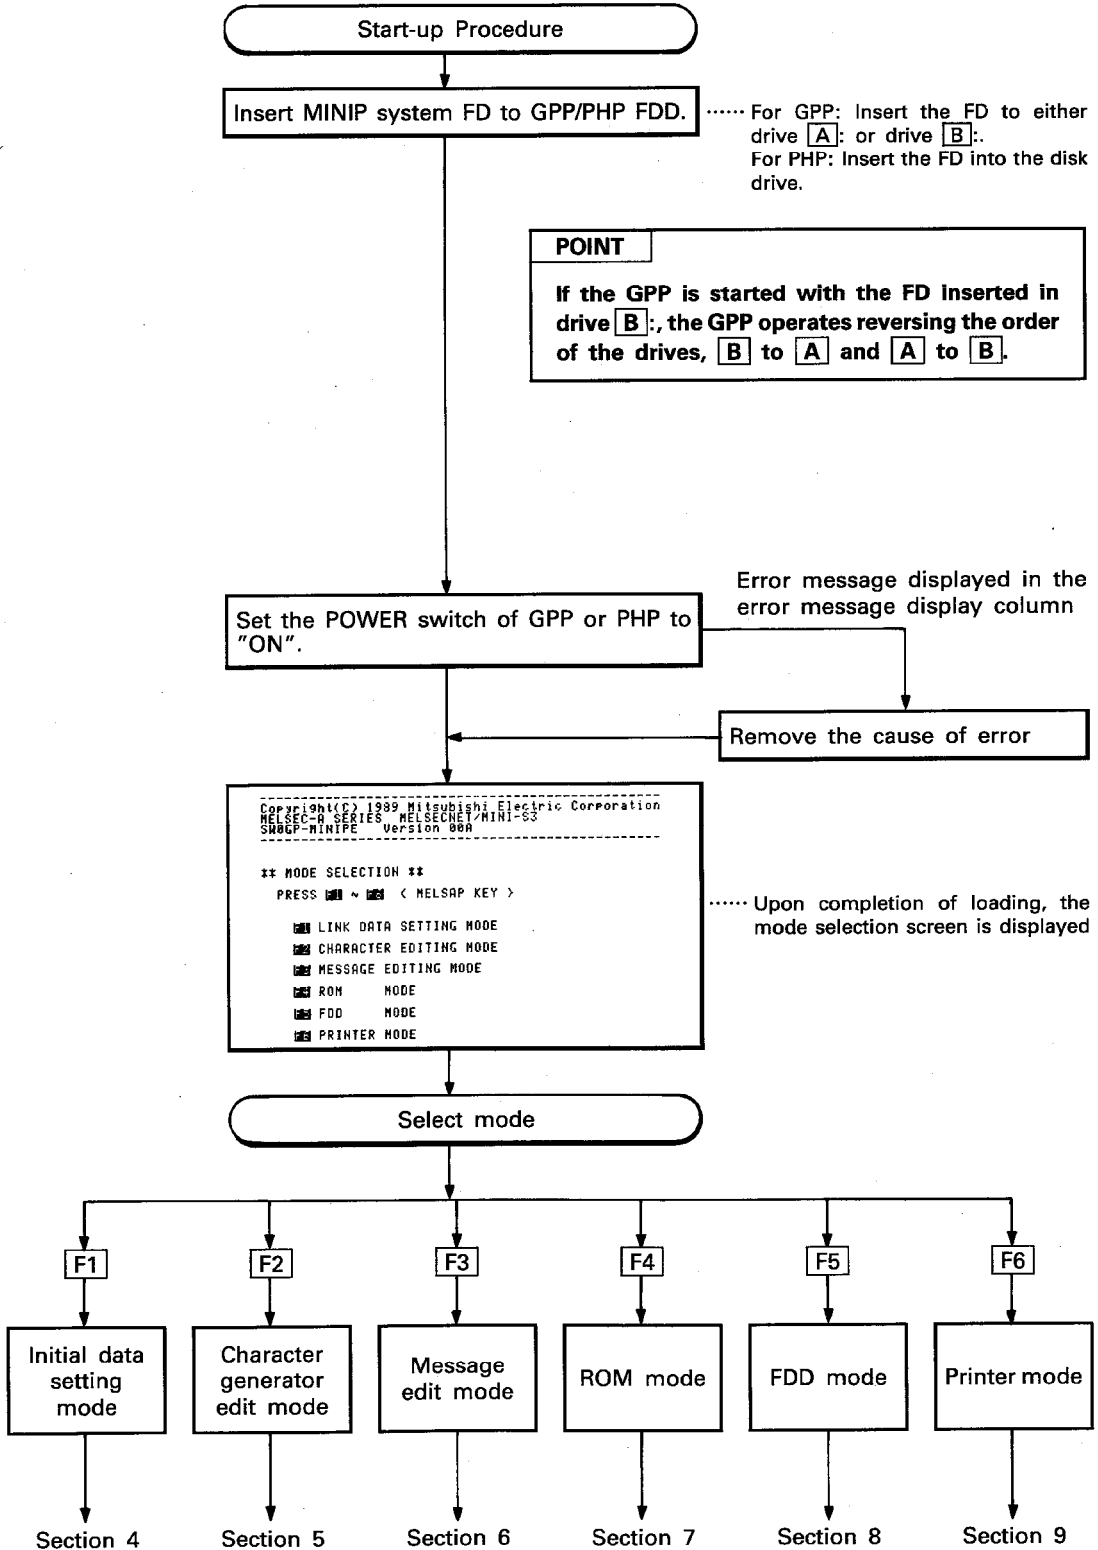 Start-up Procedure
Insert MINIP system FD to GPP/PHP FDD.
...... For GPP: Insert the FD to either
drive A: or drive B:.
For PHP: Insert the FD into the disk
drive.
POINT
If the GPP is started with the FD inserted in
drive B:, the GPP operates reversing the order
of the drives, B to A and A to B.
Set the POWER switch of GPP or PHP to
"ON".
Error message displayed in the
error message display column
Remove the cause of error
Copyright(C) 1989 Mitsubishi Electric Corporation
MELSEC-A SERIES MELSECNET/MINI-S3
SW0GP-MINIPE Version 00A
** MODE SELECTION **
PRESS F1 ~ F6 < MELSAP KEY >
F1 LINK DATA SETTING MODE
F2 CHARACTER EDITING MODE
F3 MESSAGE EDITING MODE
F4 ROM MODE
F5 FDD MODE
F6 PRINTER MODE
...... Upon completion of loading, the
mode selection screen is displayed
Select mode
F1 F2 F3 F4 F5 F6
Initial data
setting
mode
Character
generator
edit mode
Message
edit mode
ROM mode
FDD mode
Printer mode
Section 4 Section 5 Section 6 Section 7 Section 8 Section 9